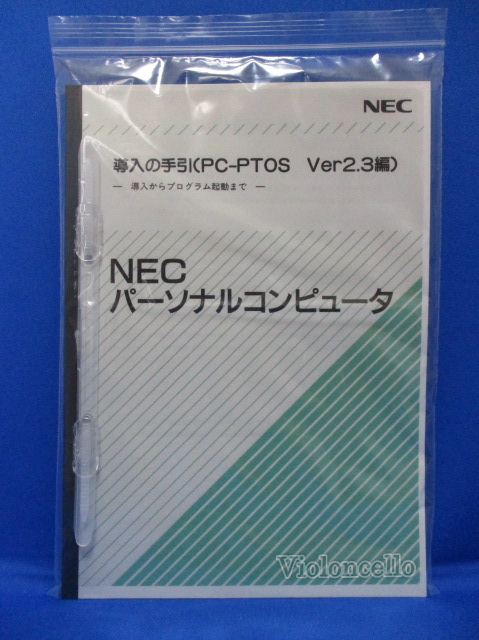 NEC
導入の手引(PC-PTOS Ver2.3編)
― 導入からプログラム起動まで ―
NEC
パーソナルコンピュータ
Violoncello